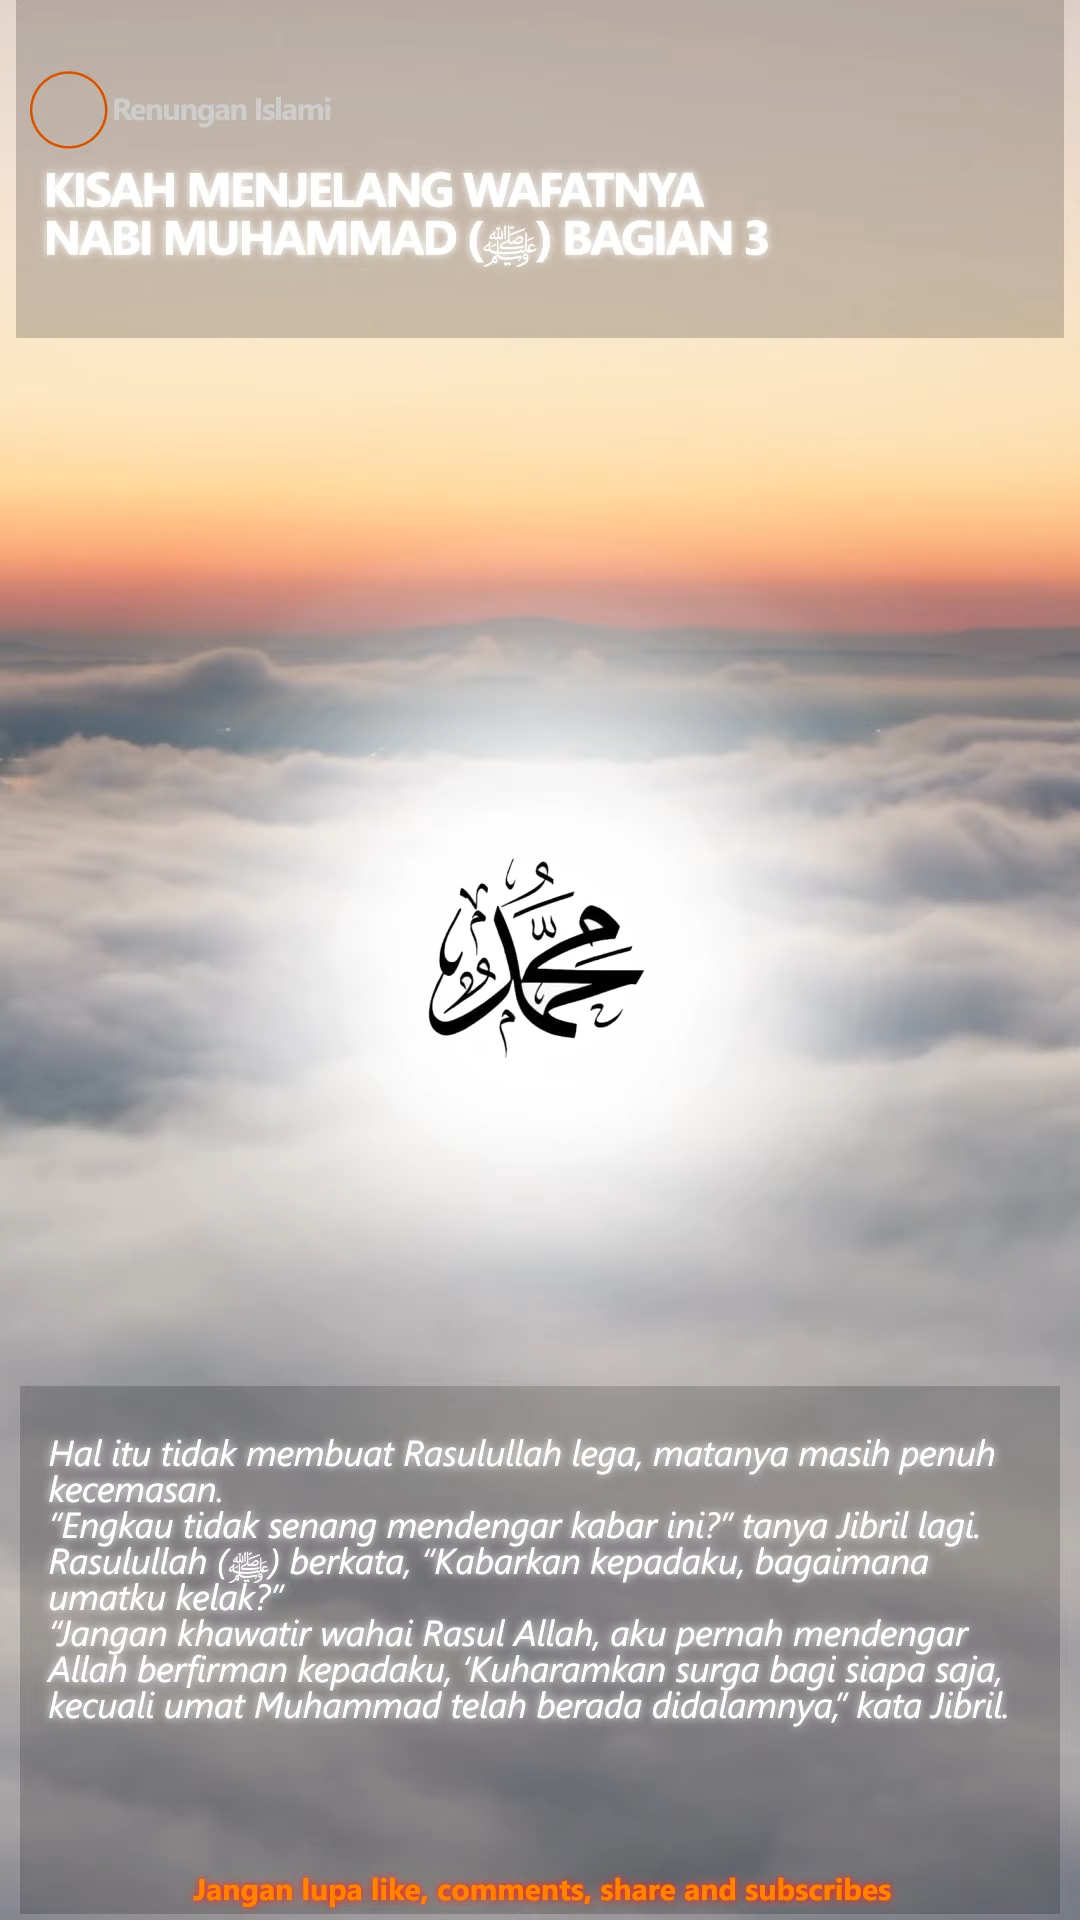 Renungan Islami
KISAH MENJELANG WAFATNYA
NABI MUHAMMAD (ﷺ) BAGIAN 3
مُحَمَّدٌ
Hal itu tidak membuat Rasulullah lega, matanya masih penuh
kecemasan.
“Engkau tidak senang mendengar kabar ini?” tanya Jibril lagi.
Rasulullah (ﷺ) berkata, “Kabarkan kepadaku, bagaimana
umatku kelak?”
“Jangan khawatir wahai Rasul Allah, aku pernah mendengar
Allah berfirman kepadaku, ‘Kuharamkan surga bagi siapa saja,
kecuali umat Muhammad telah berada didalamnya,” kata Jibril.
Jangan lupa like, comments, share and subscribes